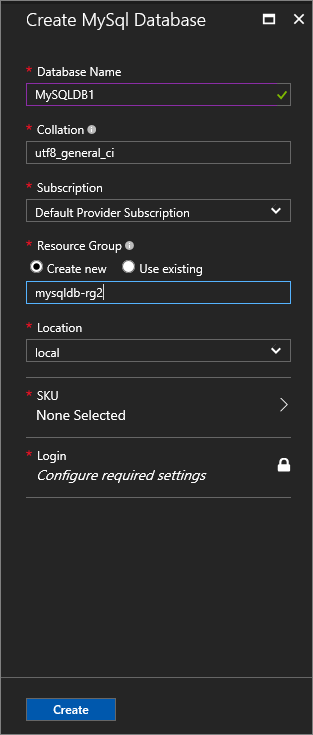 Create MySql Database
* Database Name
MySQLDB1
* Collation
utf8_general_ci
* Subscription
Default Provider Subscription
* Resource Group
Create new Use existing
mysqldb-rg2
* Location
local
* SKU
None Selected
* Login
Configure required settings
Create